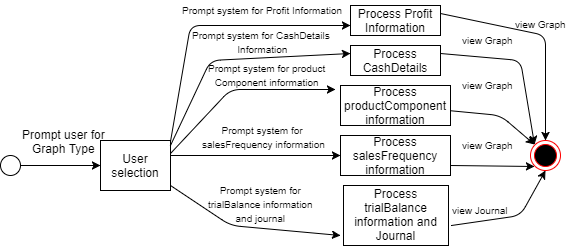 Prompt system for Profit Information
Process Profit
Information
view Graph
Prompt system for CashDetails
Information
Process
CashDetails
view Graph
Prompt system for product
Component information
Process
productComponent
information
view Graph
Prompt user for
Graph Type
User
selection
Prompt system for
salesFrequency information
Process
salesFrequency
information
view Graph
Prompt system for
trialBalance information
and journal
Process
trialBalance
information and
Journal
view Journal